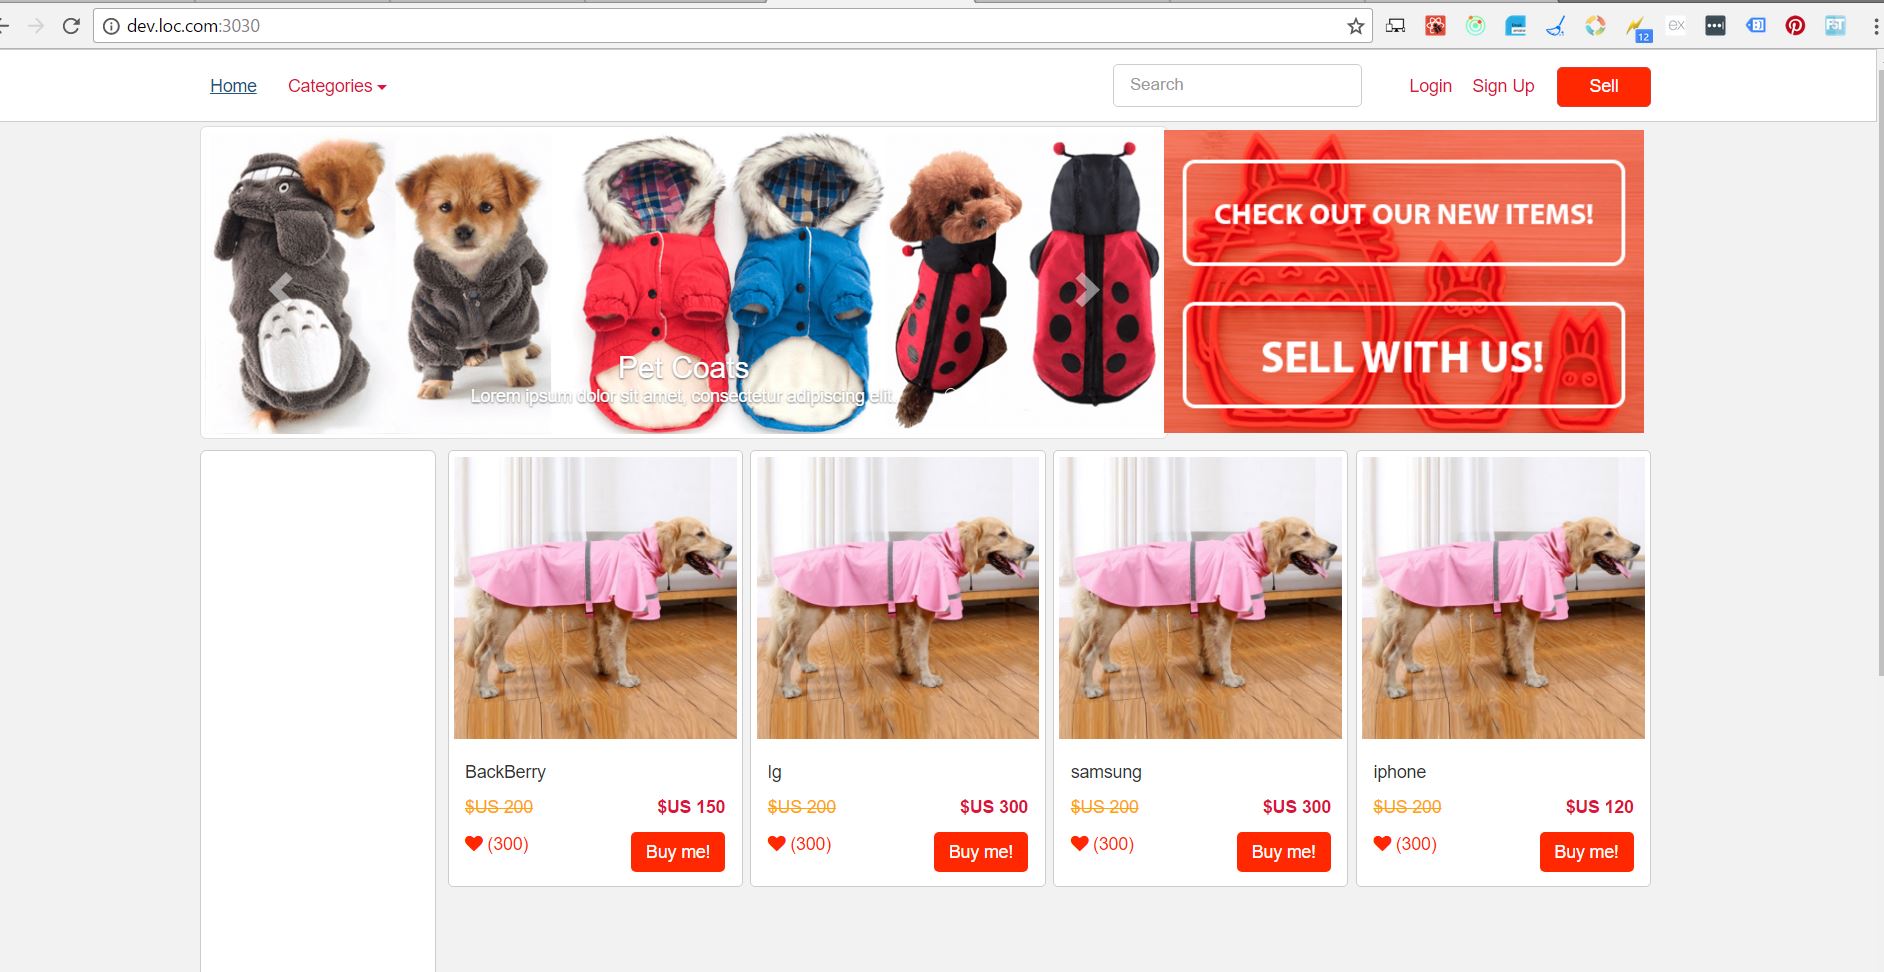 dev.loc.com:3030
ex
12
PST
Home
Categories
Search
Login
Sign Up
Sell
Pet Coats
Lorem ipsum dolor sit amet, consectetur adipiscing elit.
CHECK OUT OUR NEW ITEMS!
SELL WITH US!
BackBerry
$US 200 $US 150
(300) Buy me!
lg
$US 200 $US 300
(300) Buy me!
samsung
$US 200 $US 300
(300) Buy me!
iphone
$US 200 $US 120
(300) Buy me!